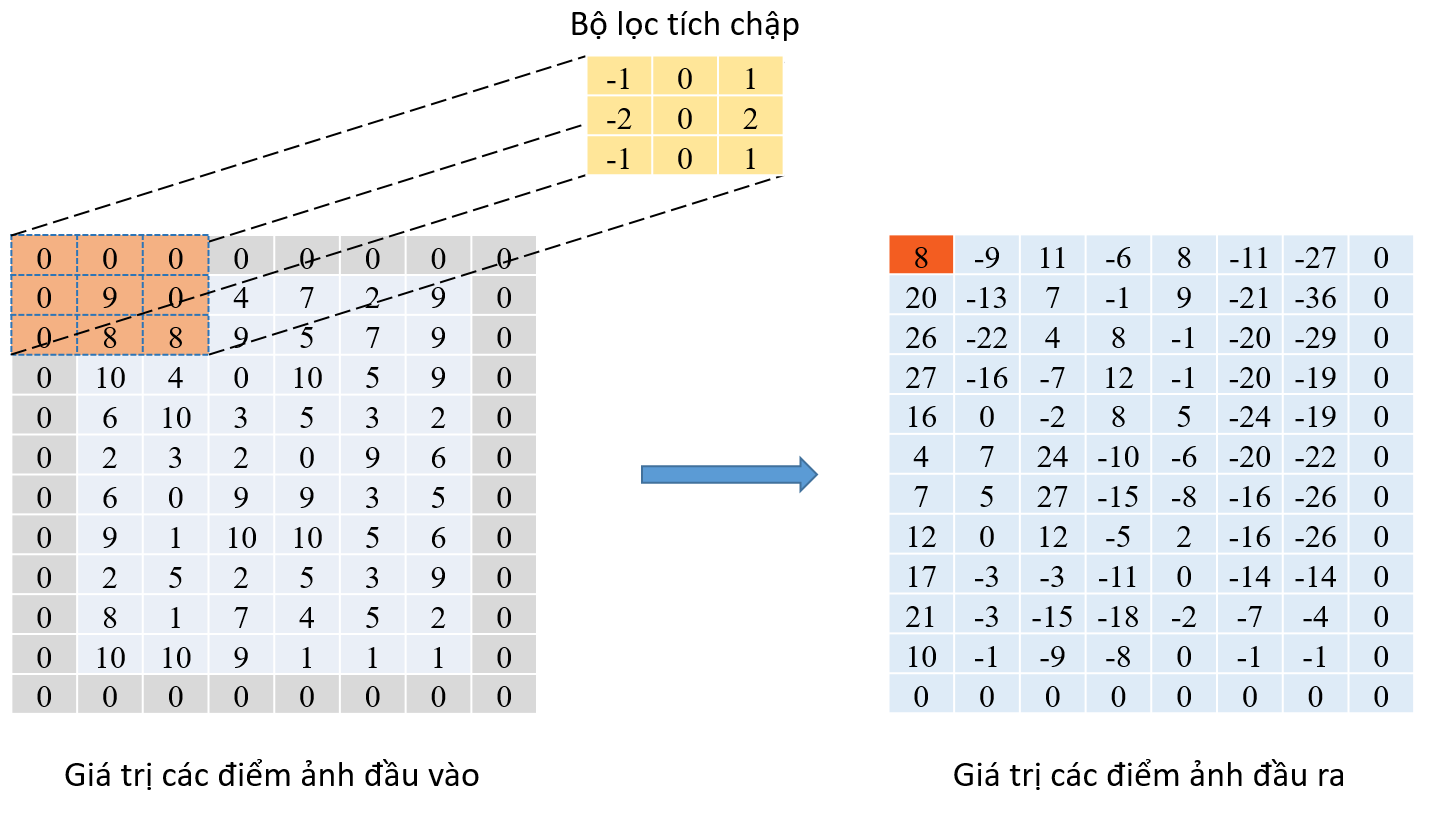 Bộ lọc tích chập
-1 0 1
-2 0 2
-1 0 1
0 0 0 0 0 0 0 0
0 9 0 4 7 2 9 0
0 8 8 9 5 7 9 0
0 10 4 0 10 5 9 0
0 6 10 3 5 3 2 0
0 2 3 2 0 9 6 0
0 6 0 9 9 3 5 0
0 9 1 10 10 5 6 0
0 2 5 2 5 3 9 0
0 8 1 7 4 5 2 0
0 10 10 9 1 1 1 0
0 0 0 0 0 0 0 0
Giá trị các điểm ảnh đầu vào
8 -9 11 -6 8 -11 -27 0
20 -13 7 -1 9 -21 -36 0
26 -22 4 8 -1 -20 -29 0
27 -16 -7 12 -1 -20 -19 0
16 0 -2 8 5 -24 -19 0
4 7 24 -10 -6 -20 -22 0
7 5 27 -15 -8 -16 -26 0
12 0 12 -5 2 -16 -26 0
17 -3 -3 -11 0 -14 -14 0
21 -3 -15 -18 -2 -7 -4 0
10 -1 -9 -8 0 -1 -1 0
0 0 0 0 0 0 0 0
Giá trị các điểm ảnh đầu ra